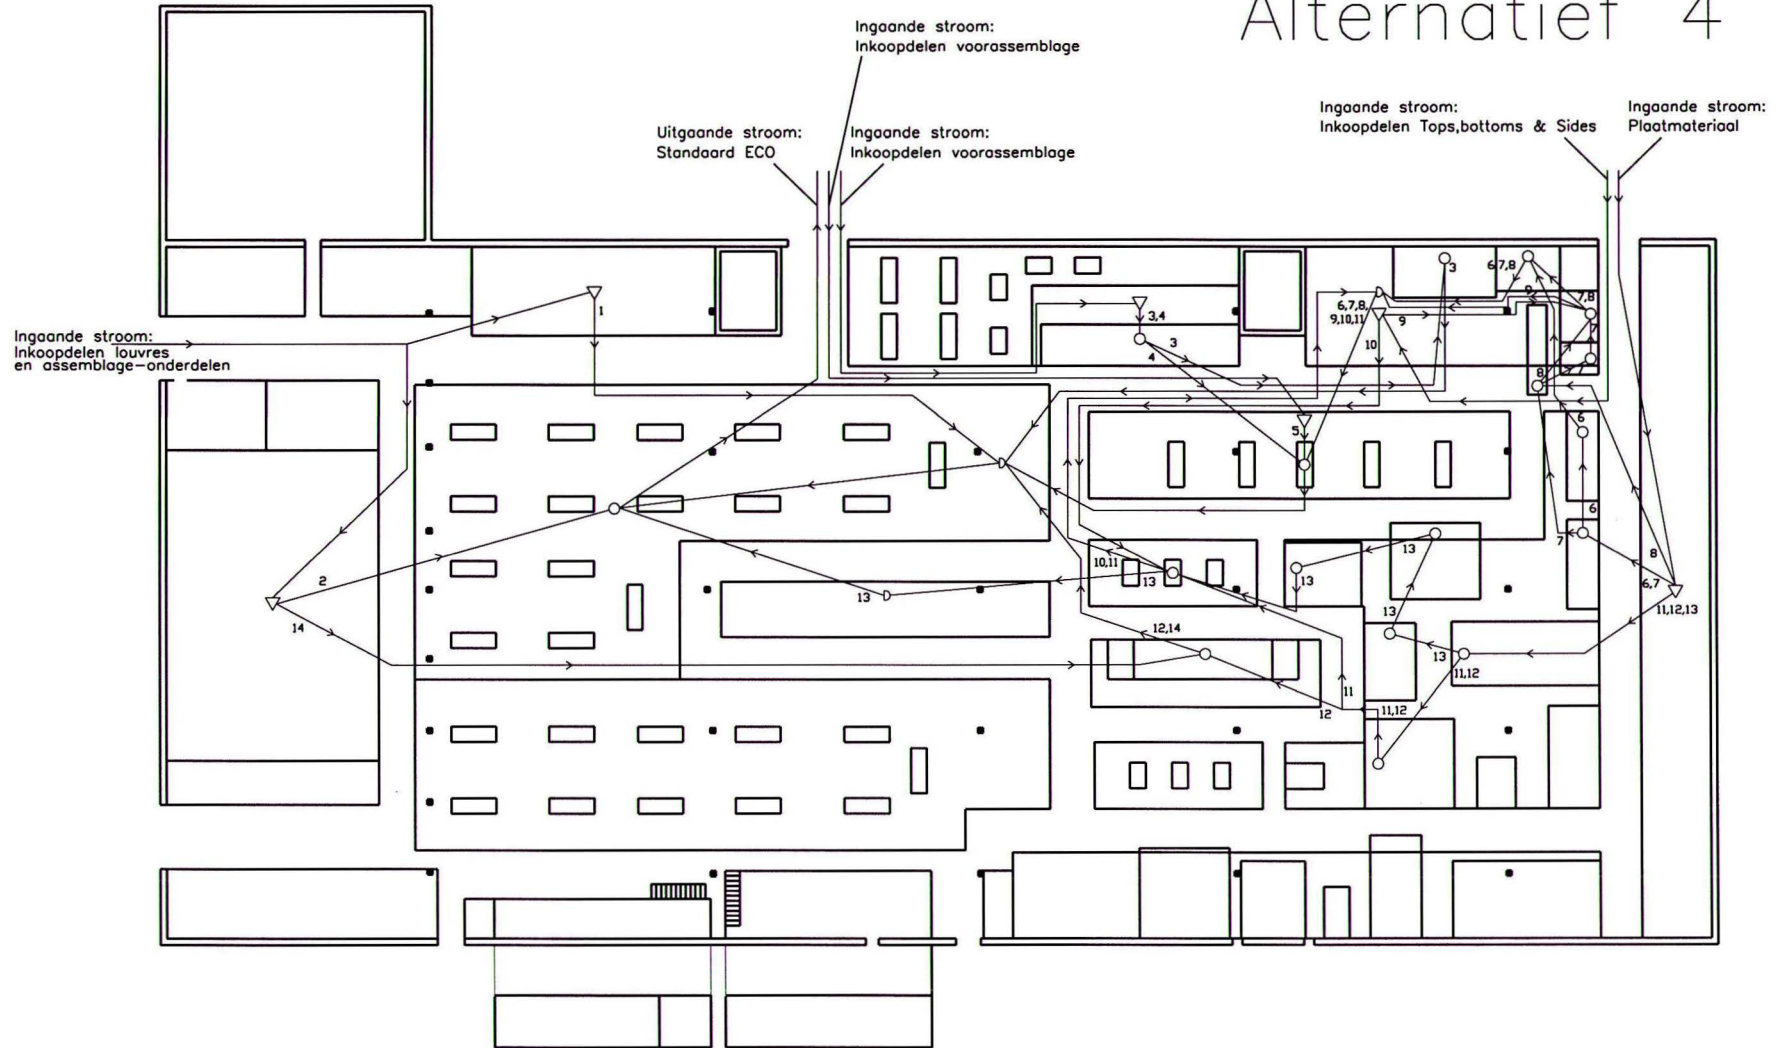 Alternatief 4
Ingaande stroom:
Inkoopdelen voorassemblage
Uitgaande stroom:
Standaard ECO
Ingaande stroom:
Inkoopdelen voorassemblage
Ingaande stroom:
Inkoopdelen Tops,bottoms & Sides
Ingaande stroom:
Plaatmateriaal
Ingaande stroom:
Inkoopdelen louvres
en assemblage-onderdelen
1
3,4
3
4
3
6,7,8
9
7,8
7
6,7,8,
9,10,11
9
10
8
5
6
6
7
8
6,7
11,12,13
13
13
10,11
13
13
13
2
14
12,14
13
11,12
11
12
11,12